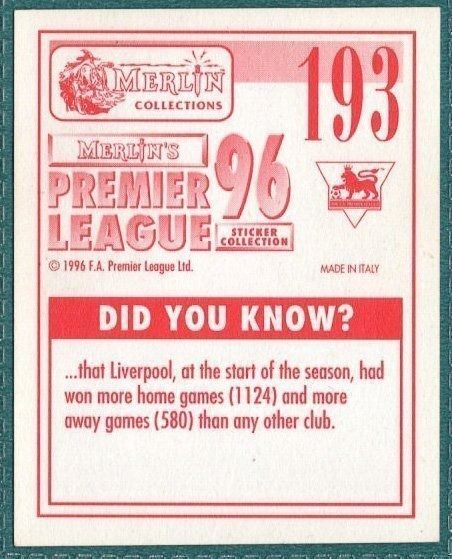 MERLIN
COLLECTIONS
193
MERLIN'S
PREMIER
LEAGUE
96
STICKER
COLLECTION
© 1996 F.A. Premier League Ltd.
MADE IN ITALY
DID YOU KNOW?
...that Liverpool, at the start of the season, had
won more home games (1124) and more
away games (580) than any other club.